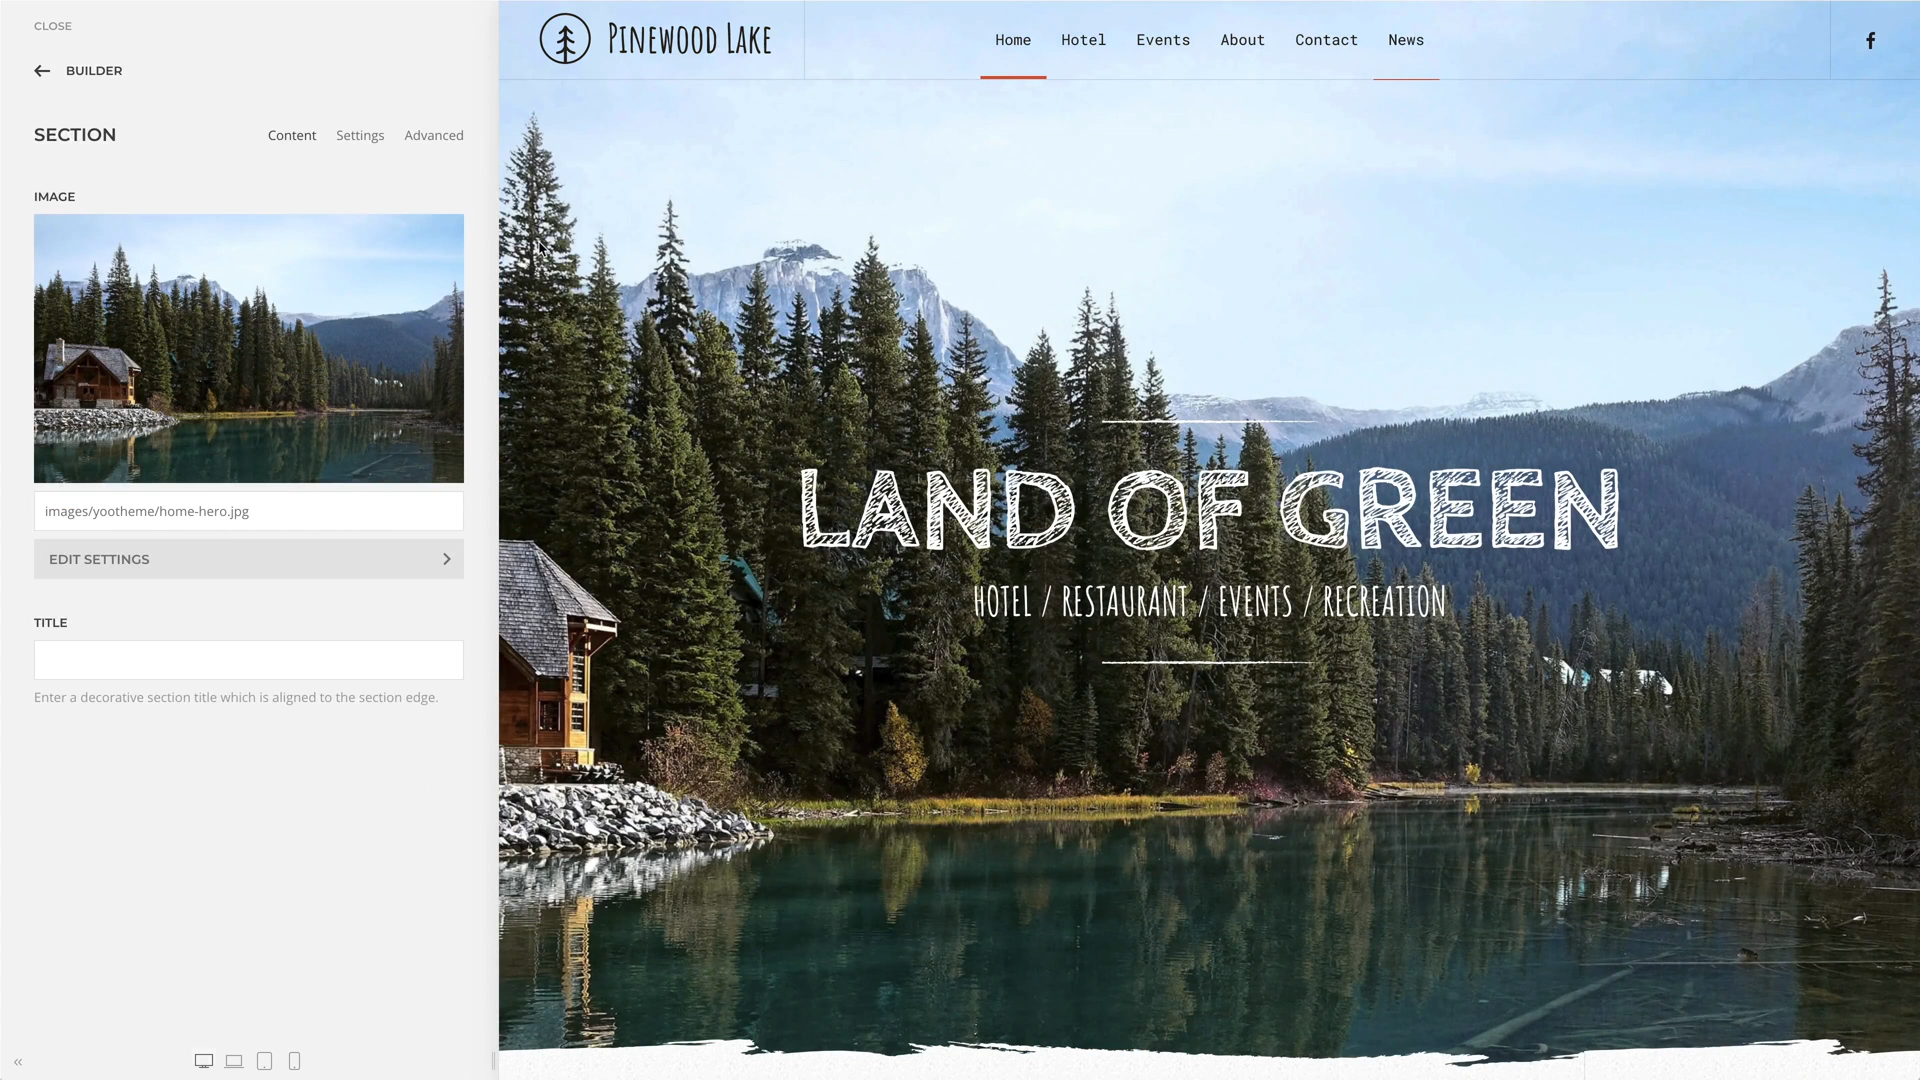 CLOSE
BUILDER
SECTION
Content
Settings
Advanced
IMAGE
images/yootheme/home-hero.jpg
EDIT SETTINGS
TITLE
Enter a decorative section title which is aligned to the section edge.
PINEWOOD LAKE
Home
Hotel
Events
About
Contact
News
LAND OF GREEN
HOTEL / RESTAURANT / EVENTS / RECREATION